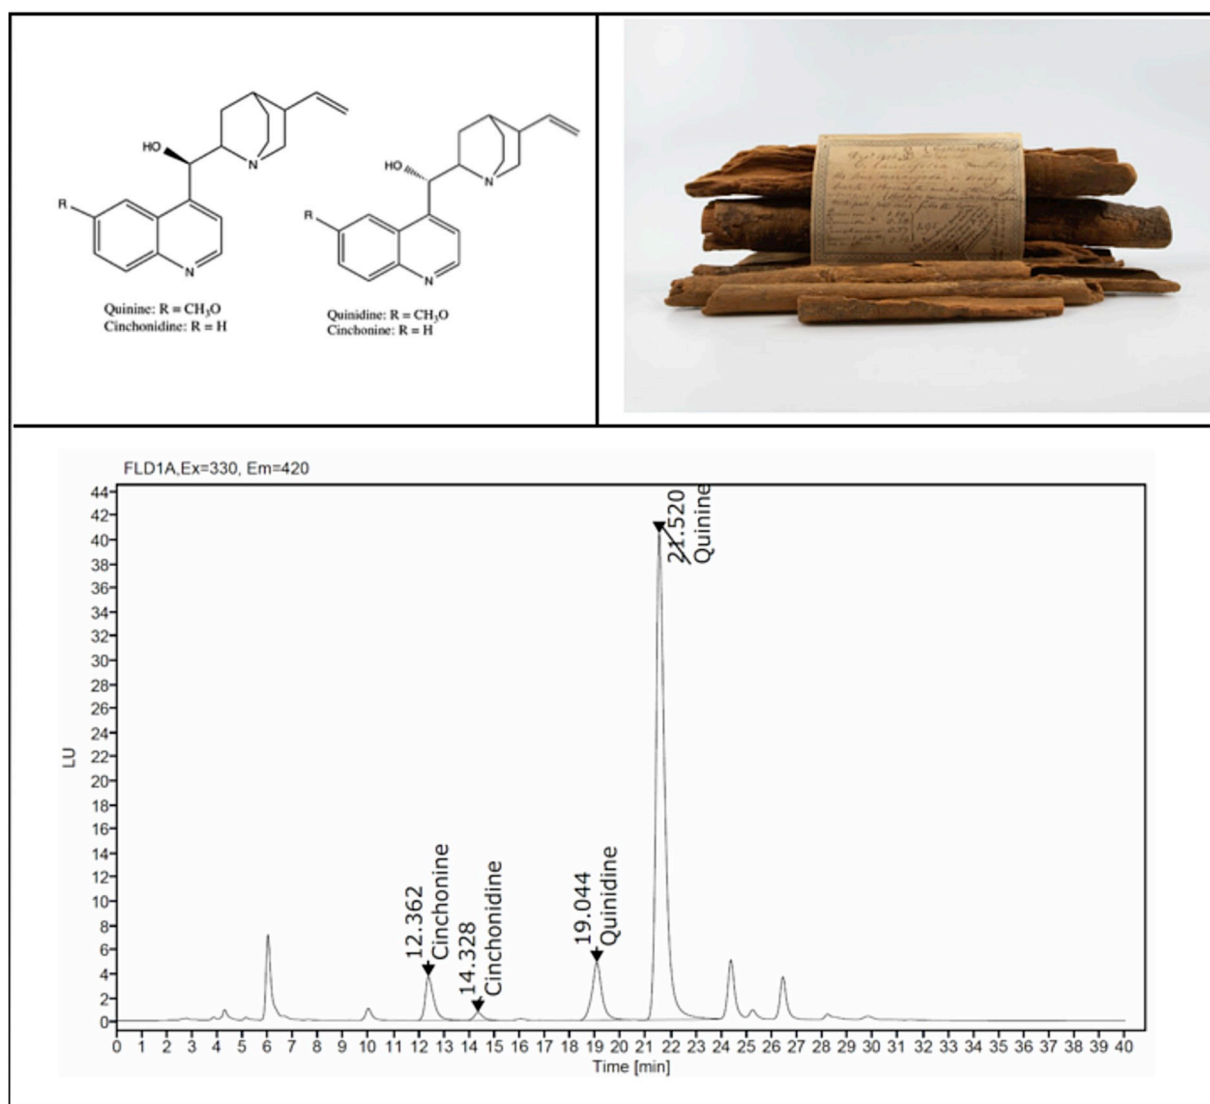 HO
N
R
N
Quinine: R = CH₃O
Cinchonidine: R = H
HO
N
R
N
Quinidine: R = CH₃O
Cinchonine: R = H
FLD1A,Ex=330, Em=420
LU
44
42
40
38
36
34
32
30
28
26
24
22
20
18
16
14
12
10
8
6
4
2
0
12.362
Cinchonine
14.328
Cinchonidine
19.044
Quinidine
21.520
Quinine
0 1 2 3 4 5 6 7 8 9 10 11 12 13 14 15 16 17 18 19 20 21 22 23 24 25 26 27 28 29 30 31 32 33 34 35 36 37 38 39 40
Time [min]